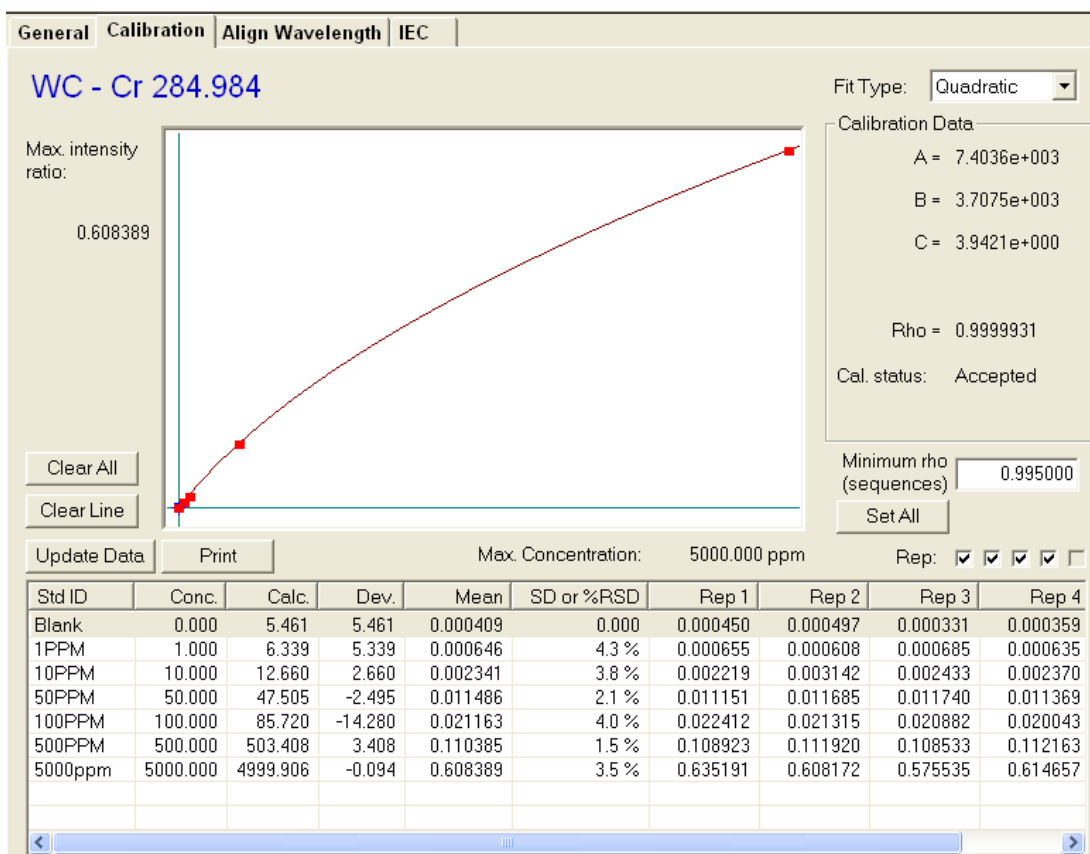 General Calibration Align Wavelength IEC
WC - Cr 284.984
Fit Type: Quadratic
Max. intensity
ratio:
0.608389
Calibration Data
A = 7.4036e+003
B = 3.7075e+003
C = 3.9421e+000
Rho = 0.9999931
Cal. status: Accepted
Clear All
Clear Line
Minimum rho
(sequences) 0.995000
Set All
Update Data Print Max. Concentration: 5000.000 ppm Rep:
Std ID Conc. Calc. Dev. Mean SD or %RSD Rep 1 Rep 2 Rep 3 Rep 4
Blank 0.000 5.461 5.461 0.000409 0.000 0.000450 0.000497 0.000331 0.000359
1PPM 1.000 6.339 5.339 0.000646 4.3 % 0.000655 0.000608 0.000685 0.000635
10PPM 10.000 12.660 2.660 0.002341 3.8 % 0.002219 0.003142 0.002433 0.002370
50PPM 50.000 47.505 -2.495 0.011486 2.1 % 0.011151 0.011685 0.011740 0.011369
100PPM 100.000 85.720 -14.280 0.021163 4.0 % 0.022412 0.021315 0.020882 0.020043
500PPM 500.000 503.408 3.408 0.110385 1.5 % 0.108923 0.111920 0.108533 0.112163
5000ppm 5000.000 4999.906 -0.094 0.608389 3.5 % 0.635191 0.608172 0.575535 0.614657